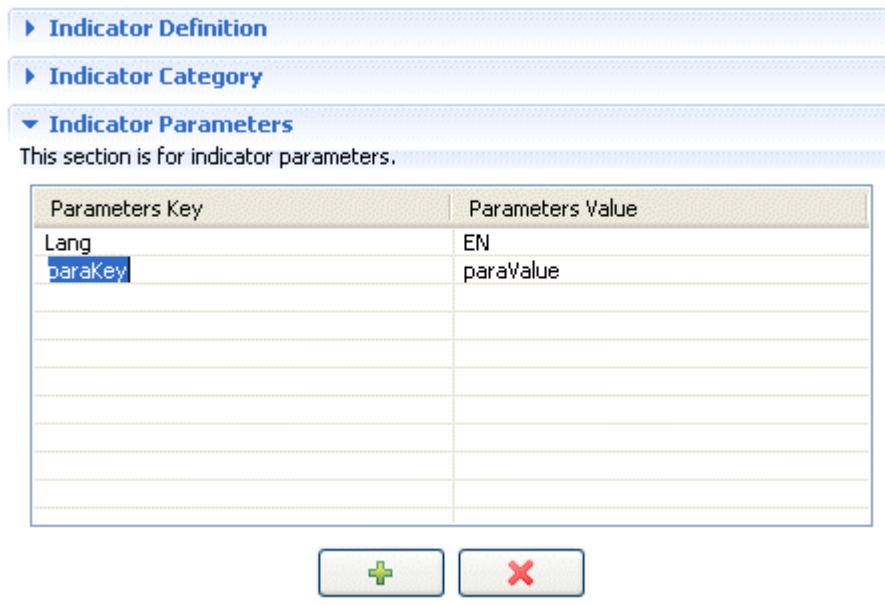 Indicator Definition
Indicator Category
Indicator Parameters
This section is for indicator parameters.
Parameters Key Parameters Value
Lang EN
paraKey paraValue